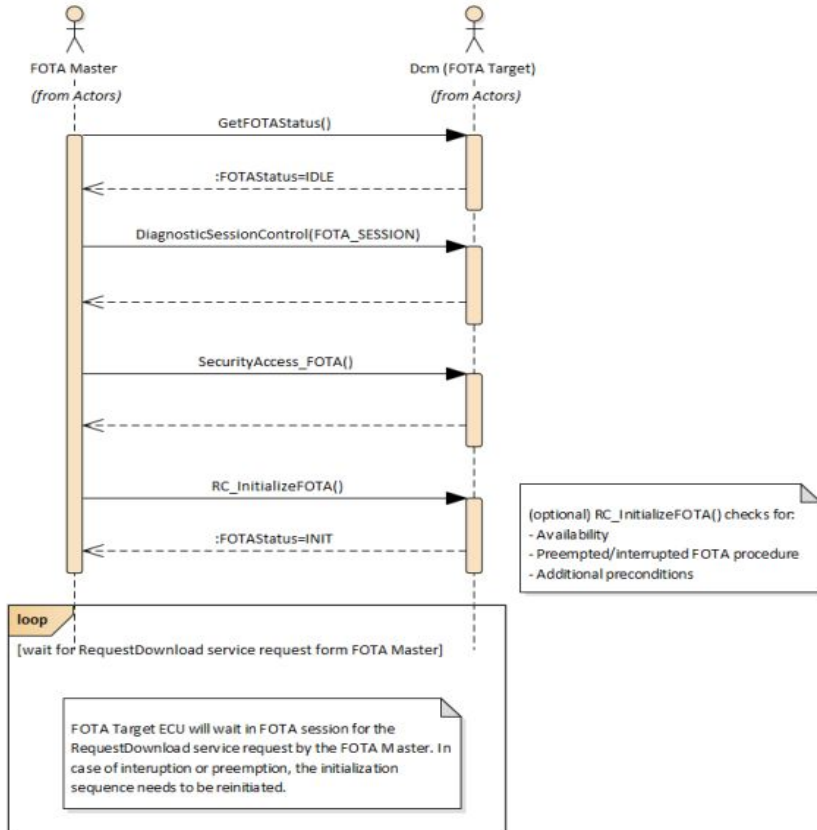 FOTA Master
(from Actors)
Dcm (FOTA Target)
(from Actors)
GetFOTAStatus()
:FOTAStatus=IDLE
DiagnosticSessionControl(FOTA_SESSION)
SecurityAccess_FOTA()
RC_InitializeFOTA()
:FOTAStatus=INIT
(optional) RC_InitializeFOTA() checks for:
- Availability
- Preempted/interrupted FOTA procedure
- Additional preconditions
loop
[wait for RequestDownload service request form FOTA Master]
FOTA Target ECU will wait in FOTA session for the
RequestDownload service request by the FOTA Master. In
case of interuption or preemption, the initialization
sequence needs to be reinitiated.